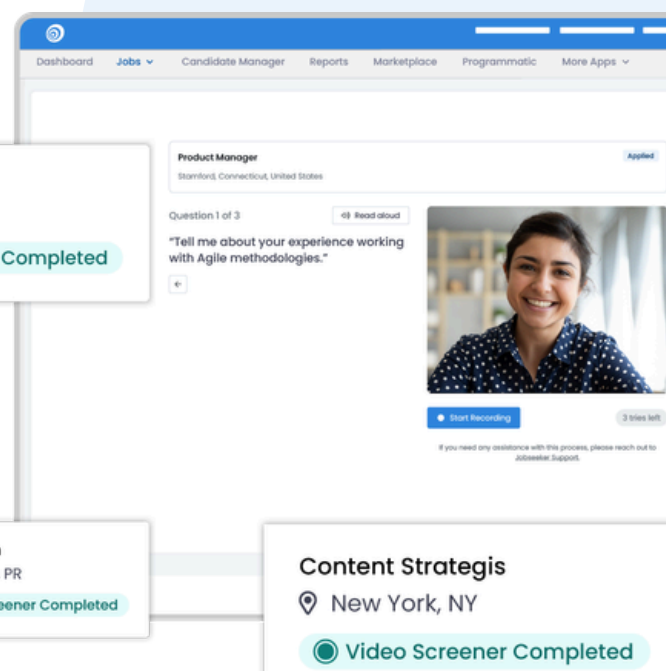 Dashboard Jobs Candidate Manager Reports Marketplace Programmatic More Apps
Product Manager
Applied
Stamford, Connecticut, United States
Completed
Question 1 of 3
Read aloud
“Tell me about your experience working
with Agile methodologies.”
Start Recording
3 tries left
If you need any assistance with this process, please reach out to
Jobseeker Support.
PR
eener Completed
Content Strategis
New York, NY
Video Screener Completed